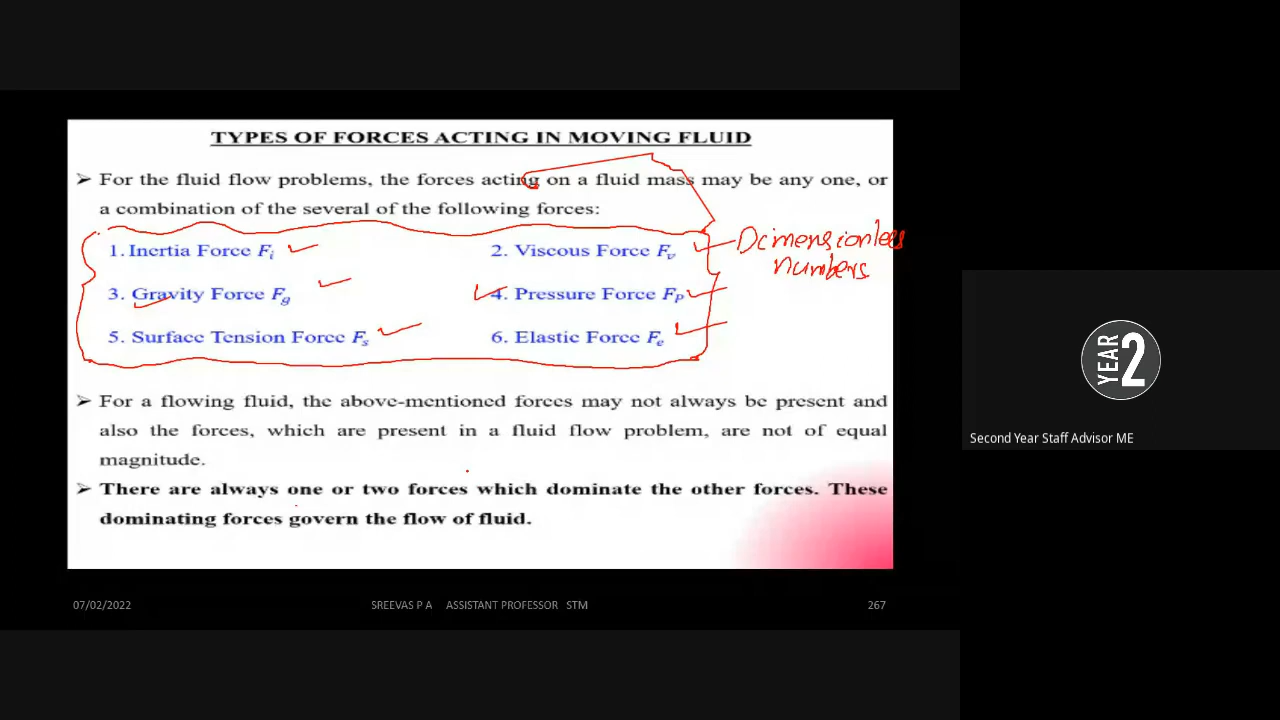 TYPES OF FORCES ACTING IN MOVING FLUID
➢ For the fluid flow problems, the forces acting on a fluid mass may be any one, or
a combination of the several of the following forces:
1. Inertia Force Fi 2. Viscous Force Fv
Dimensionless
numbers
3. Gravity Force Fg 4. Pressure Force FP
5. Surface Tension Force Fs 6. Elastic Force Fe
➢ For a flowing fluid, the above-mentioned forces may not always be present and
also the forces, which are present in a fluid flow problem, are not of equal
magnitude.
➢ There are always one or two forces which dominate the other forces. These
dominating forces govern the flow of fluid.
07/02/2022 SREEVAS P A ASSISTANT PROFESSOR STM 267
YEAR 2
Second Year Staff Advisor ME